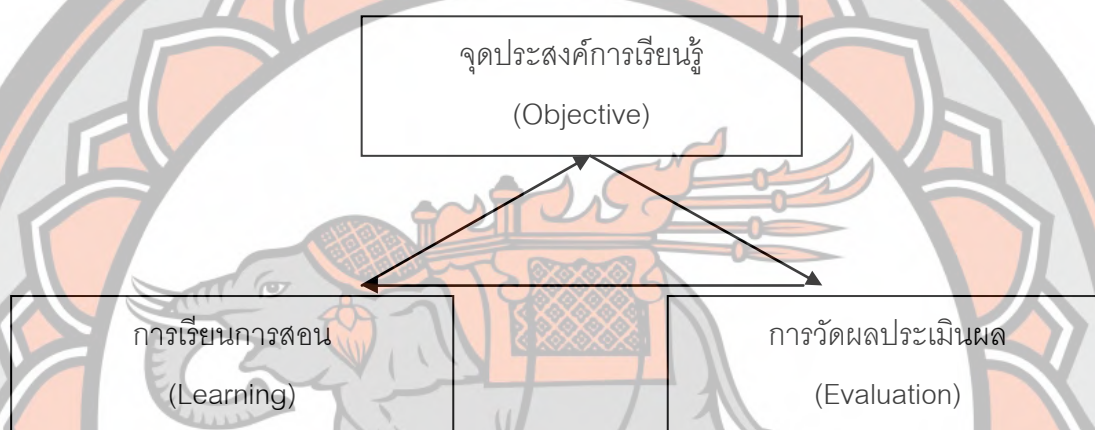 จุดประสงค์การเรียนรู้
(Objective)
การเรียนการสอน
(Learning)
การวัดผลประเมินผล
(Evaluation)